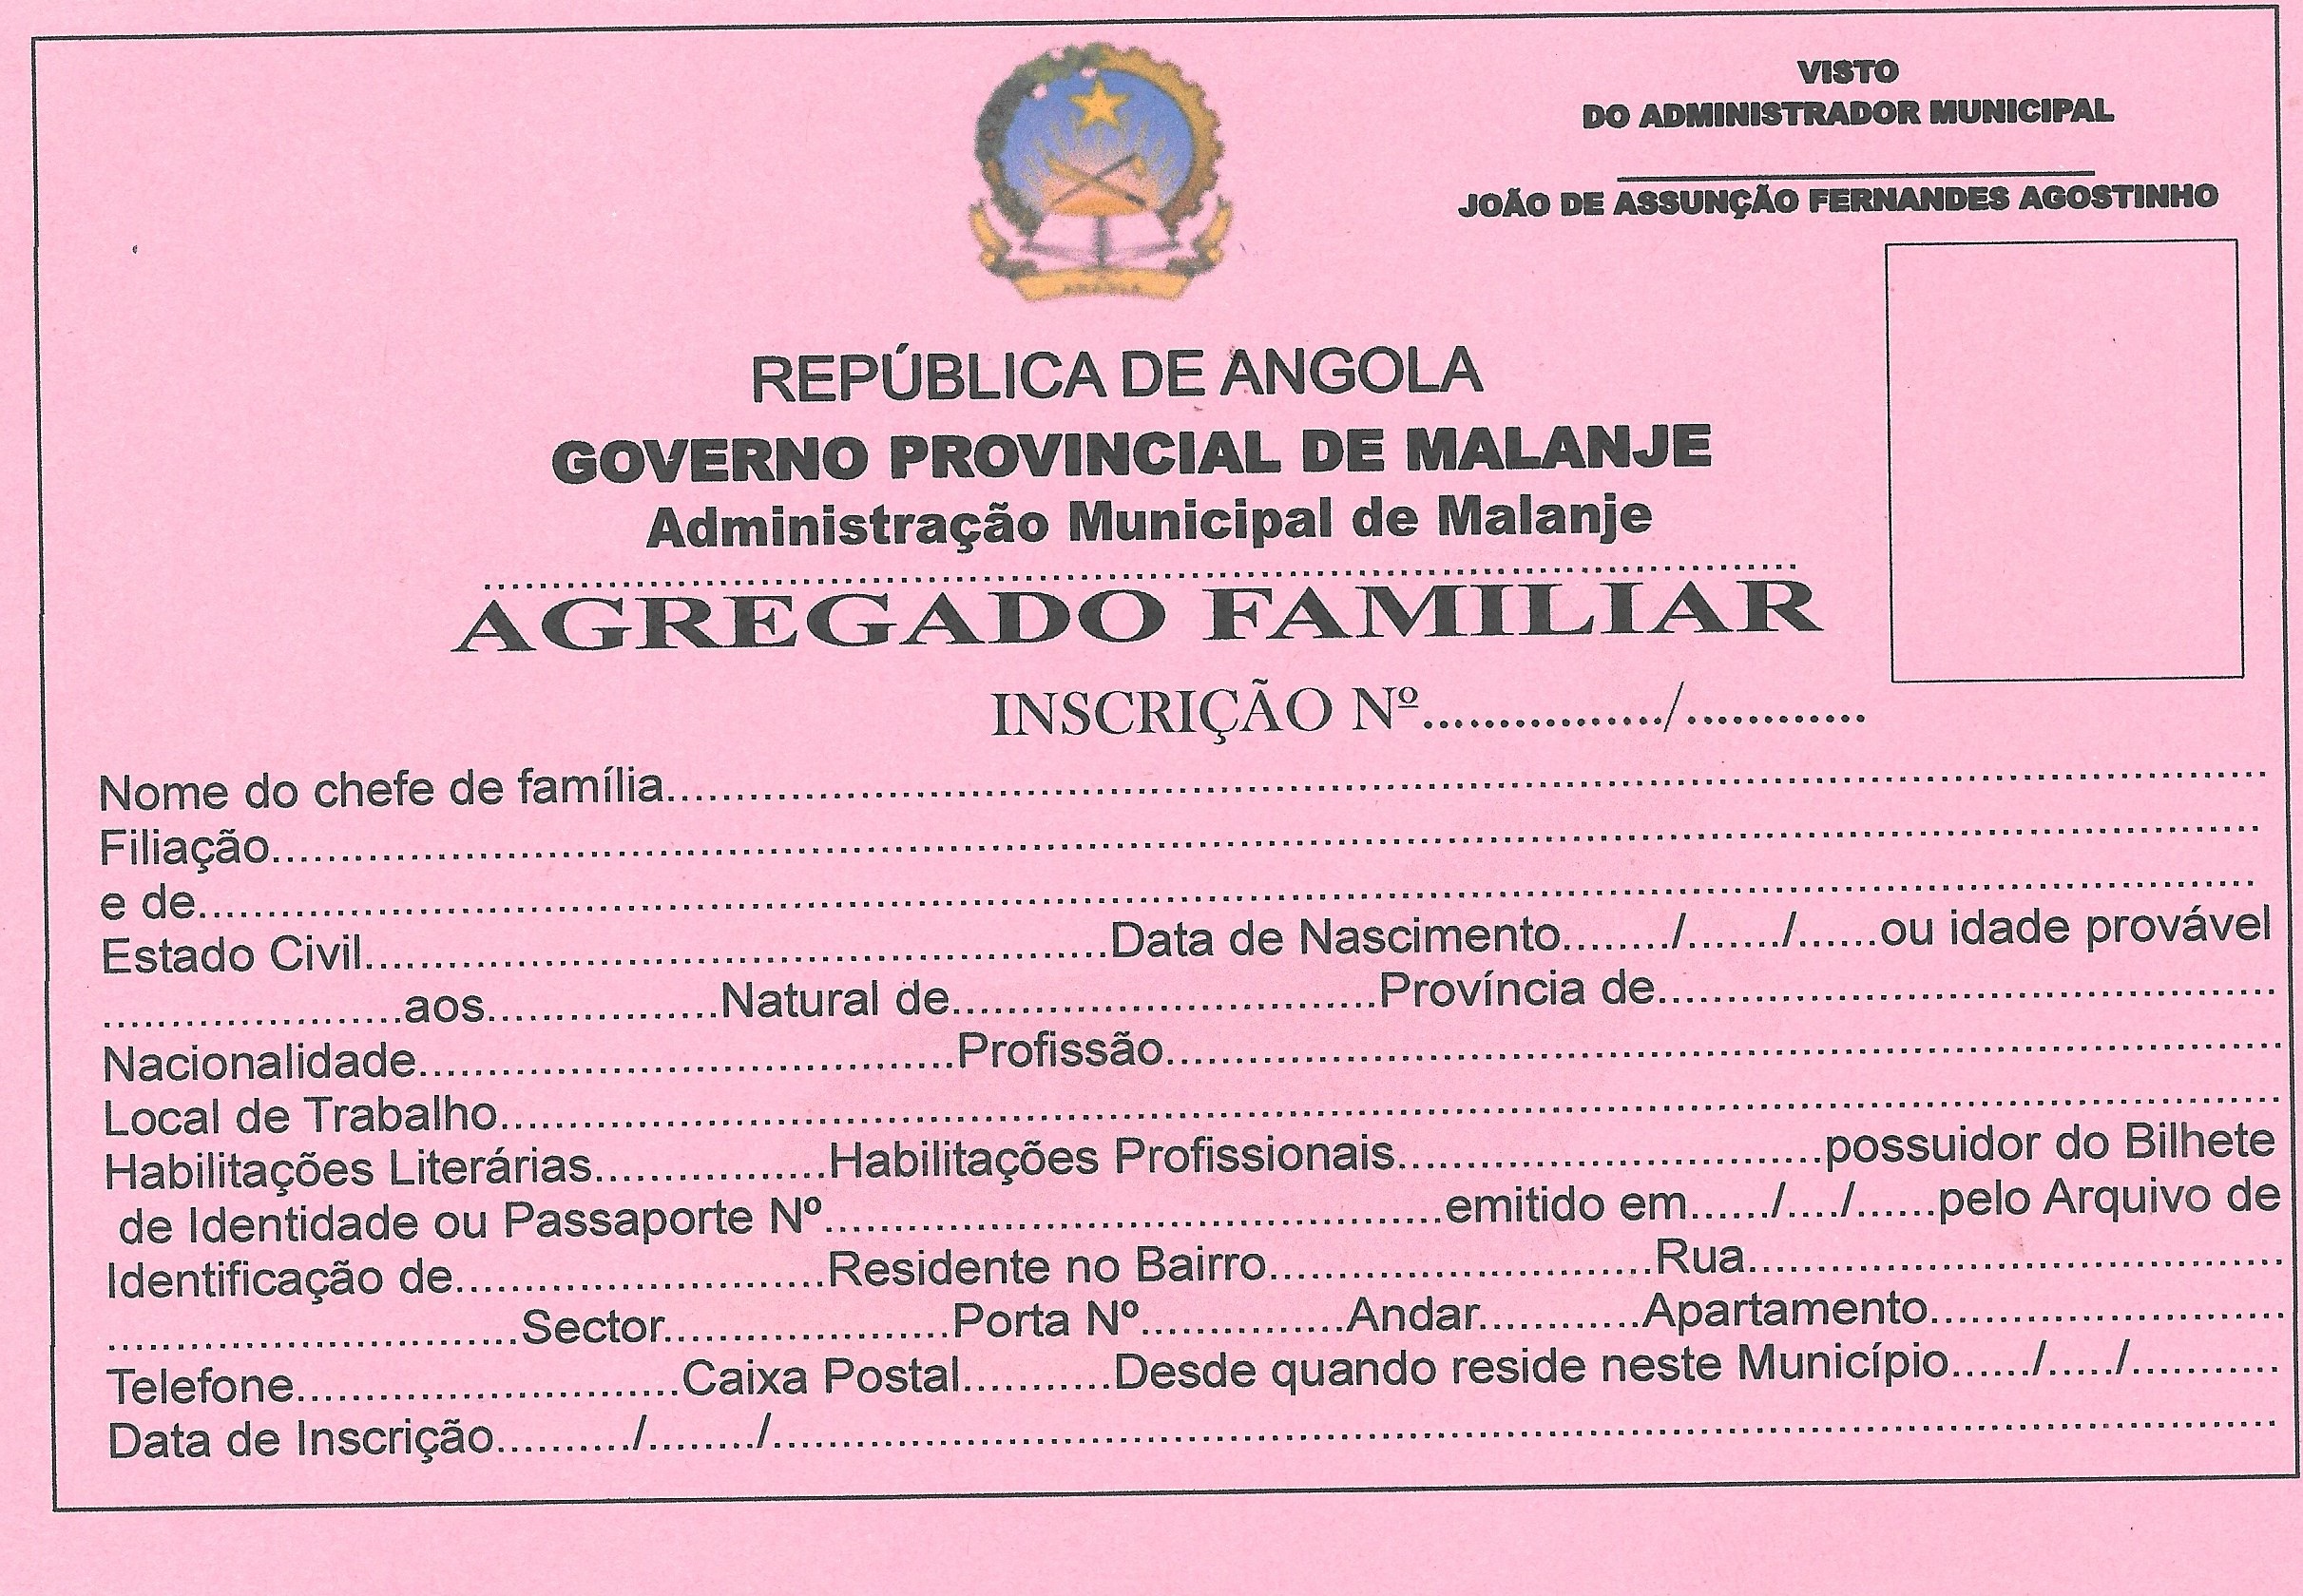 VISTO
DO ADMINISTRADOR MUNICIPAL
JOÃO DE ASSUNÇÃO FERNANDES AGOSTINHO
ANGOLA
REPÚBLICA DE ANGOLA
GOVERNO PROVINCIAL DE MALANJE
Administração Municipal de Malanje
AGREGADO FAMILIAR
INSCRIÇÃO Nº................/............
Nome do chefe de família..............................
Filiação..............................
e de..............................
Estado Civil..............................Data de Nascimento......../......./......ou idade provável
......................aos.................Natural de...............................Província de..............................
Nacionalidade..............................Profissão..............................
Local de Trabalho..............................
Habilitações Literárias.................Habilitações Profissionais...............................possuidor do Bilhete
de Identidade ou Passaporte Nº..............................emitido em....../..../......pelo Arquivo de
Identificação de...........................Residente no Bairro............................Rua..............................
..............................Sector.....................Porta Nº...............Andar............Apartamento..........................
Telefone............................Caixa Postal...........Desde quando reside neste Município....../...../...........
Data de Inscrição........../......../..............................